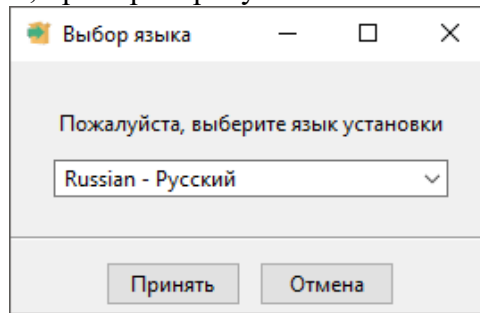 Выбор языка
Пожалуйста, выберите язык установки
Russian - Русский
Принять
Отмена